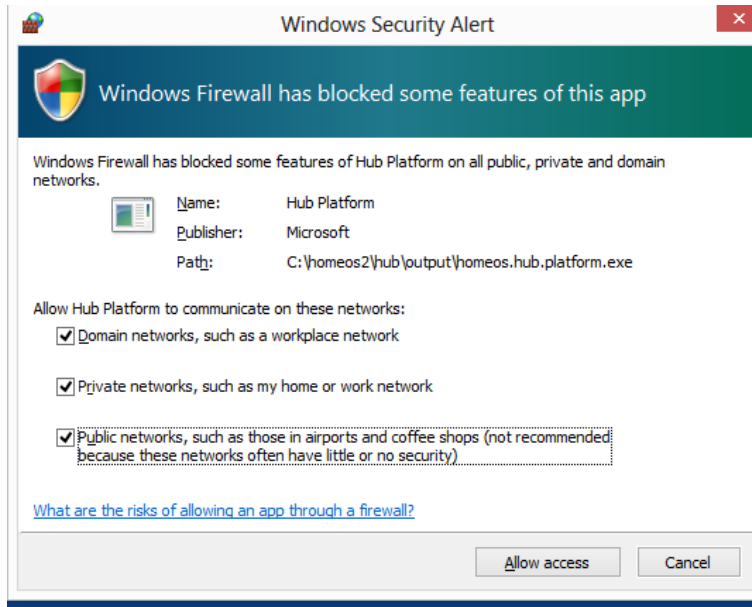 Windows Security Alert
Windows Firewall has blocked some features of this app
Windows Firewall has blocked some features of Hub Platform on all public, private and domain
networks.
Name: Hub Platform
Publisher: Microsoft
Path: C:\homeos2\hub\output\homeos.hub.platform.exe
Allow Hub Platform to communicate on these networks:
Domain networks, such as a workplace network
Private networks, such as my home or work network
Public networks, such as those in airports and coffee shops (not recommended
because these networks often have little or no security)
What are the risks of allowing an app through a firewall?
Allow access Cancel